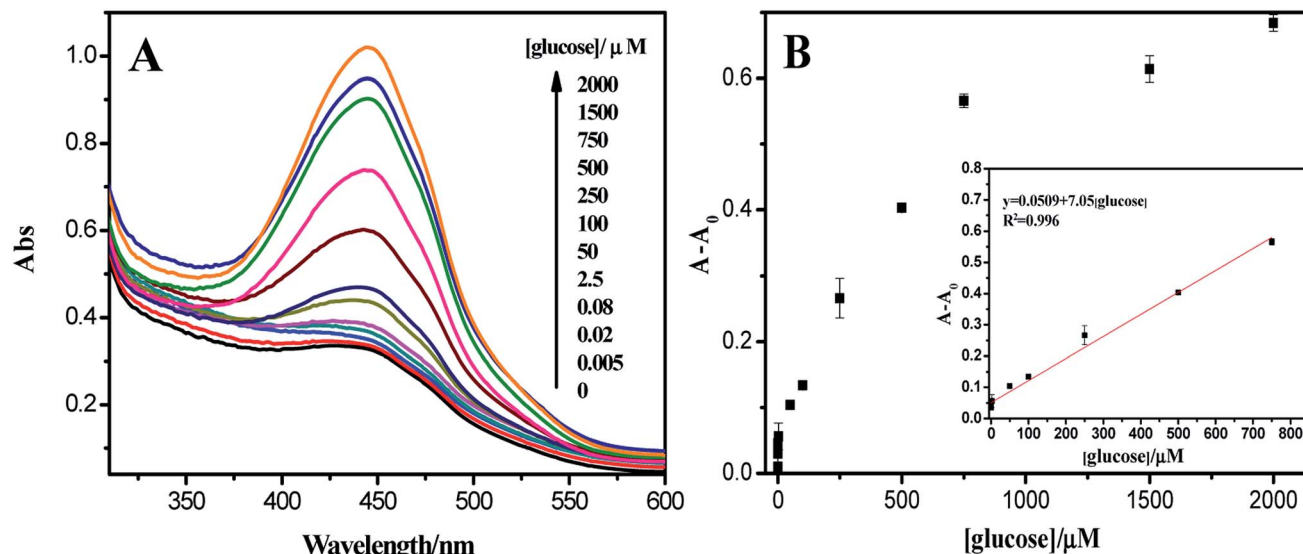 A
[glucose]/ μ M
2000
1500
750
500
250
100
50
2.5
0.08
0.02
0.005
0
1.0
0.8
0.6
0.4
0.2
Abs
350 400 450 500 550 600
Wavelength/nm
B
0.6
0.4
0.2
0.0
A-A₀
0 500 1000 1500 2000
[glucose]/μM
y=0.0509+7.05[glucose]
R²=0.996
0.8
0.7
0.6
0.5
0.4
0.3
0.2
0.1
0.0
A-A₀
0 100 200 300 400 500 600 700 800
[glucose]/μM